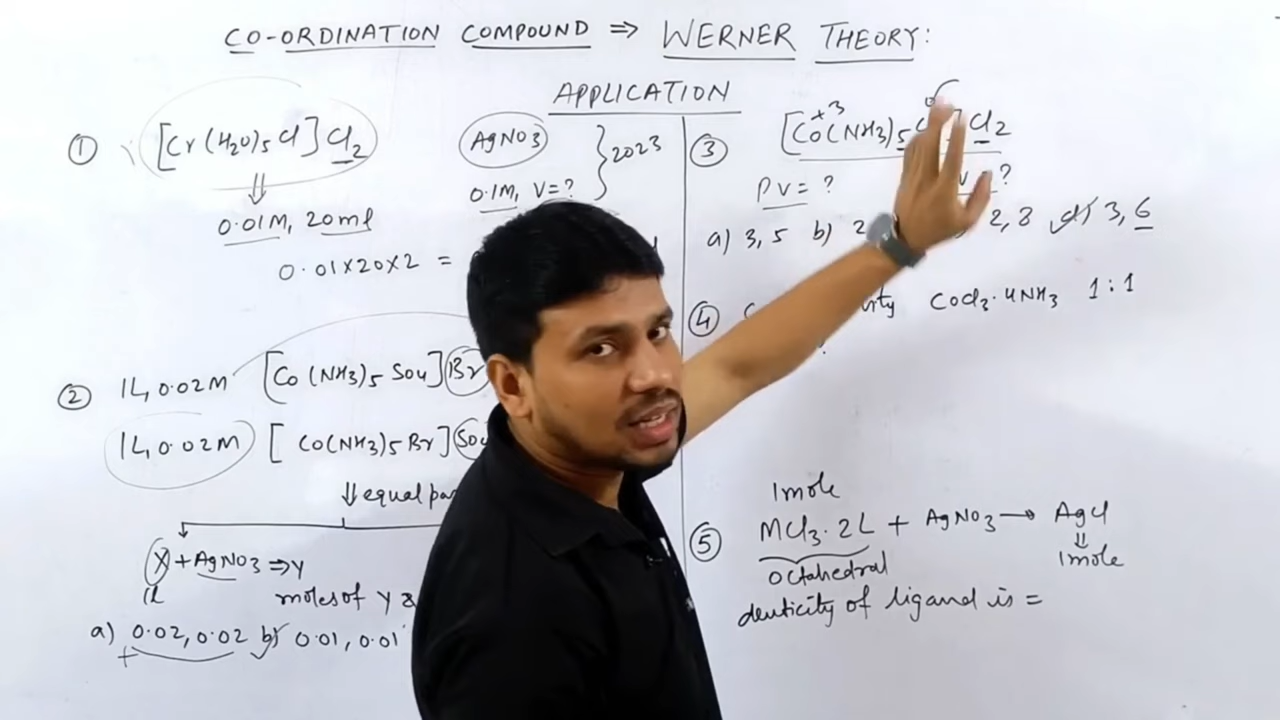 CO-ORDINATION COMPOUND ⇒ WERNER THEORY:
APPLICATION
① [Cr(H2O)5Cl]Cl2
⇓
0.01M, 20ml
0.01×20×2 =
AgNO3
0.1M, V=?
}2023
② 1L, 0.02M [Co(NH3)5SO4]Br
1L, 0.02M [Co(NH3)5Br]SO4
⇓ equal
X + AgNO3 ⇒ Y
1L
moles of Y &
a) 0.02, 0.02 b) 0.01, 0.01
③ [Co(NH3)5 ]Cl2
+3
PV = ? = ?
a) 3, 5 b) 2 2, 8 d) 3, 6
④ CoCl3.4NH3 1:1
?
⑤ 1mole
MCl3.2L + AgNO3 → AgCl
octahedral
⇓
1mole
denticity of ligand is =